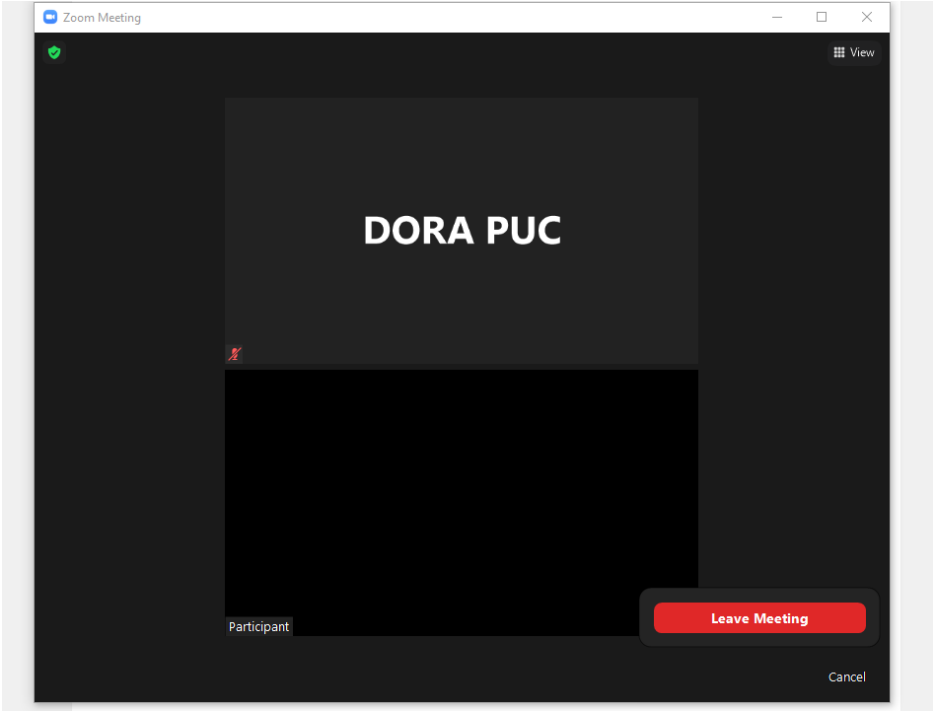 Zoom Meeting
View
DORA PUC
Participant
Leave Meeting
Cancel